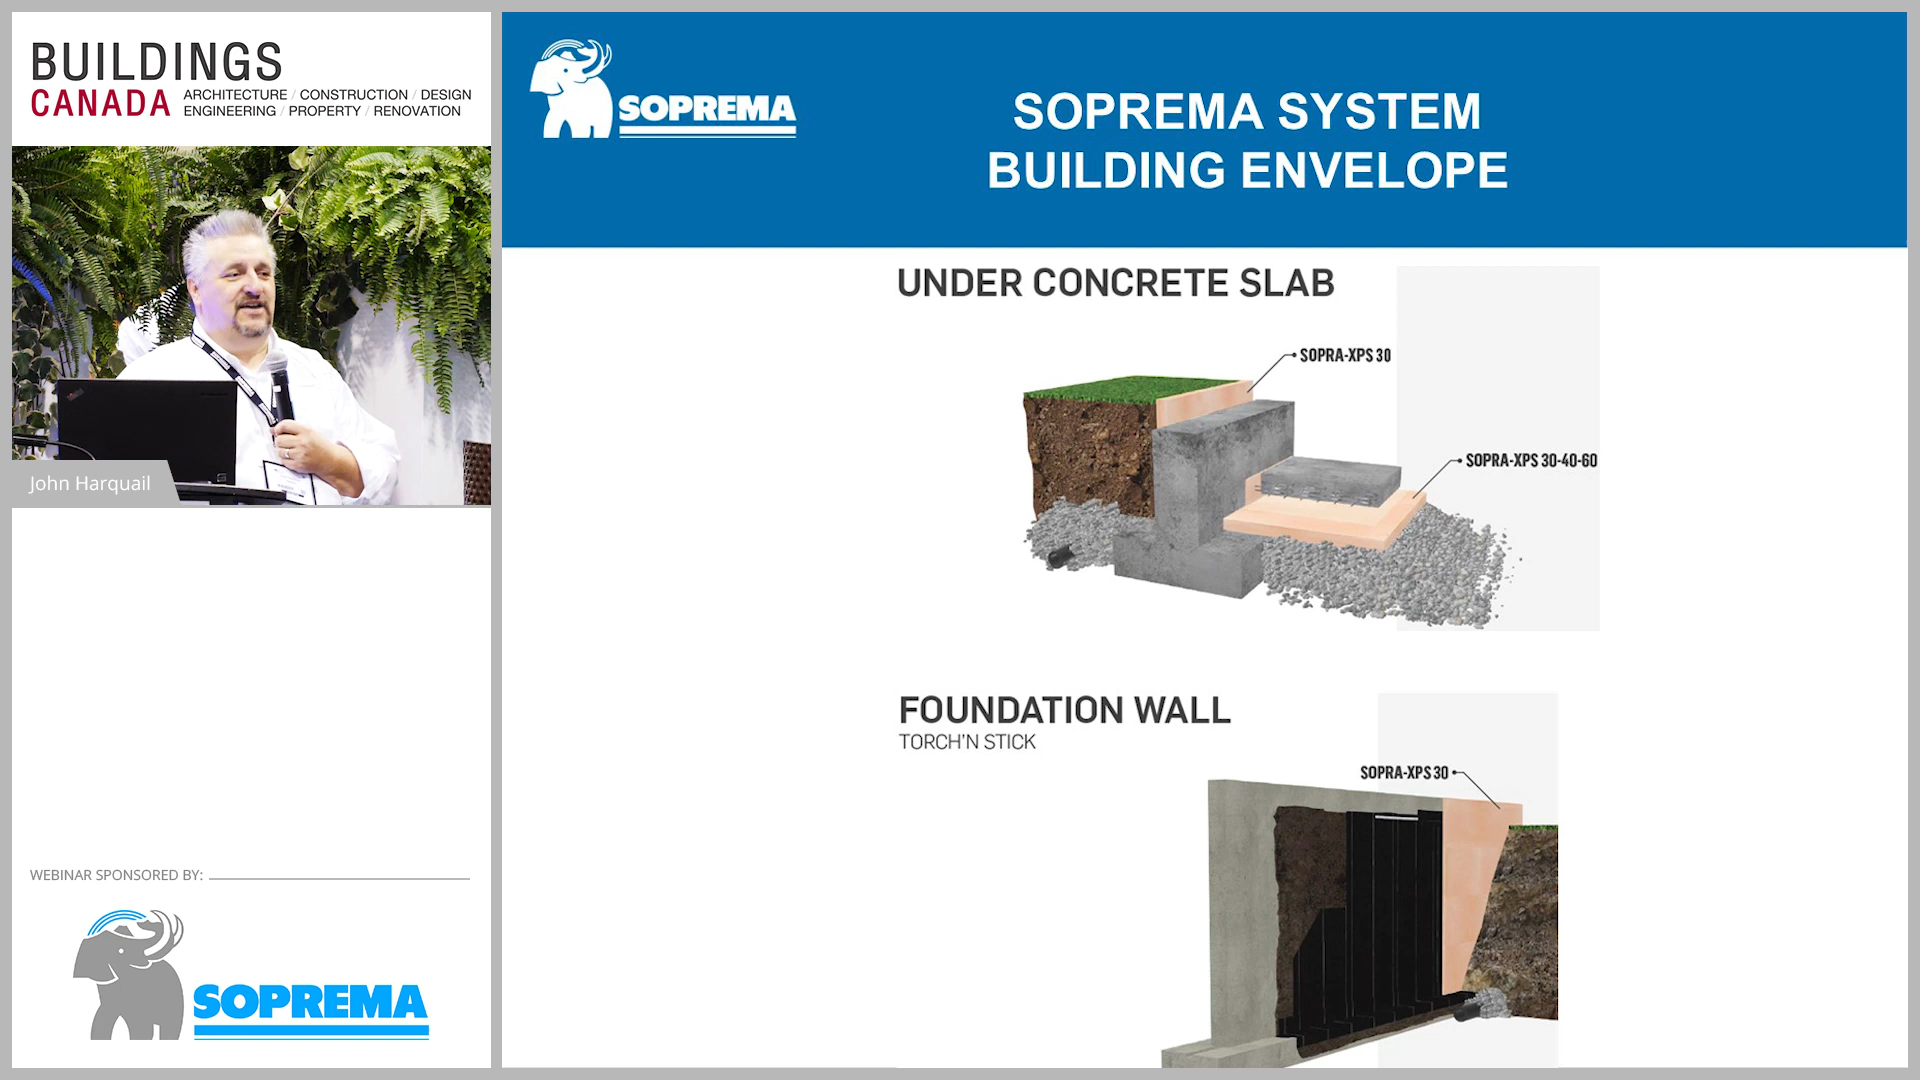 BUILDINGS
CANADA
ARCHITECTURE / CONSTRUCTION / DESIGN
ENGINEERING / PROPERTY / RENOVATION
John Harquail
WEBINAR SPONSORED BY:
SOPREMA
SOPREMA
SOPREMA SYSTEM
BUILDING ENVELOPE
UNDER CONCRETE SLAB
SOPRA-XPS 30
SOPRA-XPS 30-40-60
FOUNDATION WALL
TORCH'N STICK
SOPRA-XPS 30